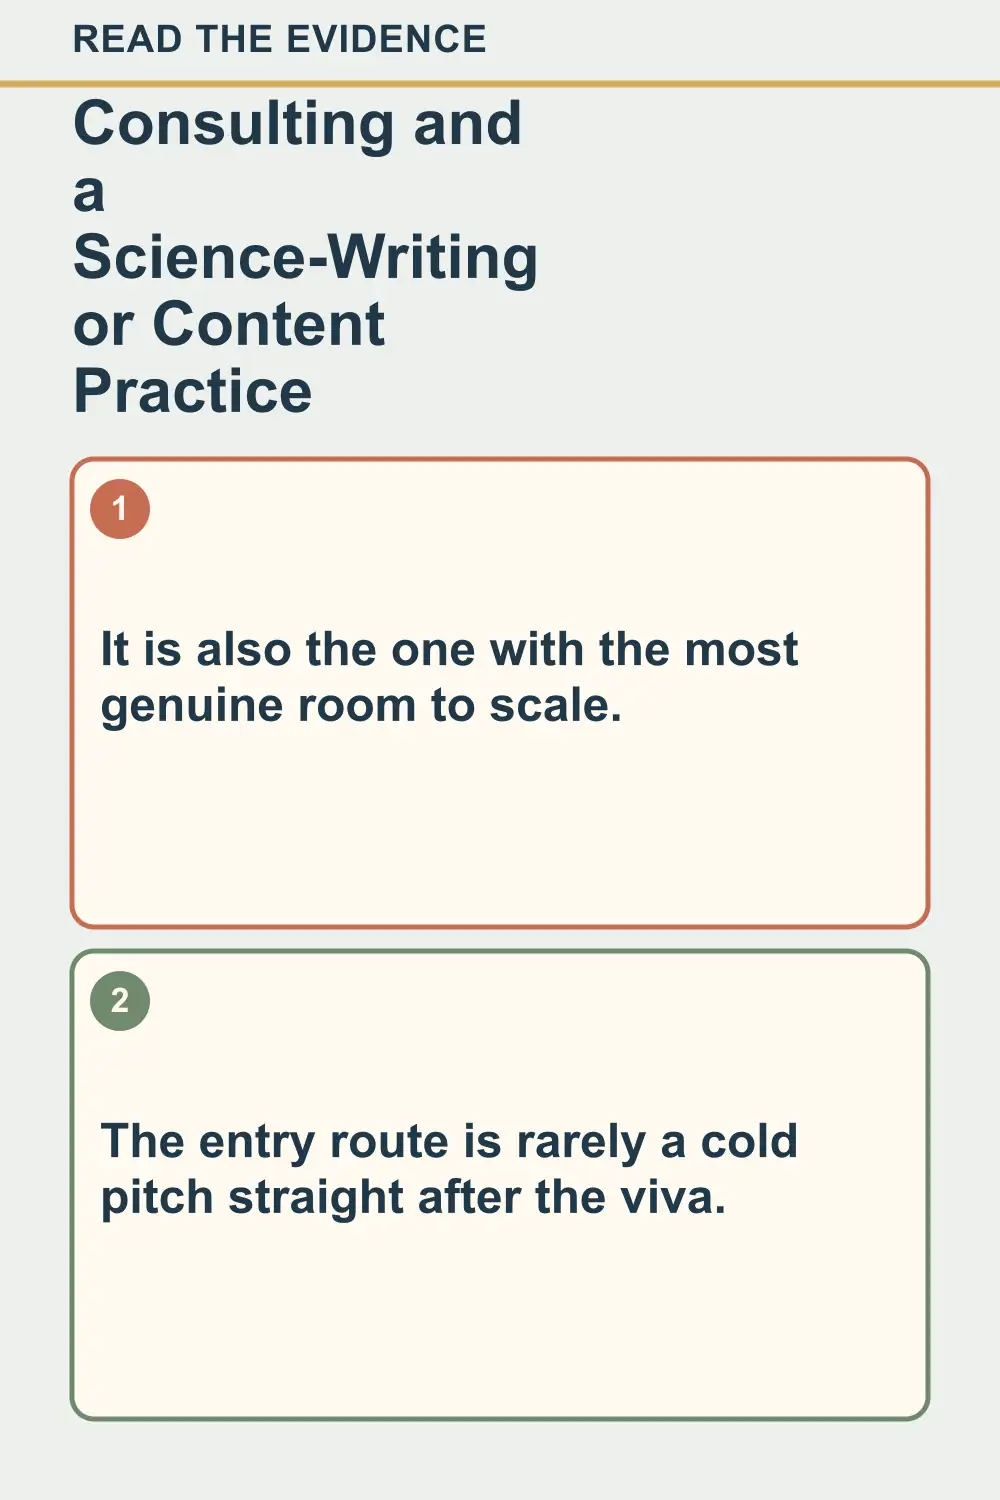 READ THE EVIDENCE
Consulting and
a
Science-Writing
or Content
Practice
1
It is also the one with the most
genuine room to scale.
2
The entry route is rarely a cold
pitch straight after the viva.